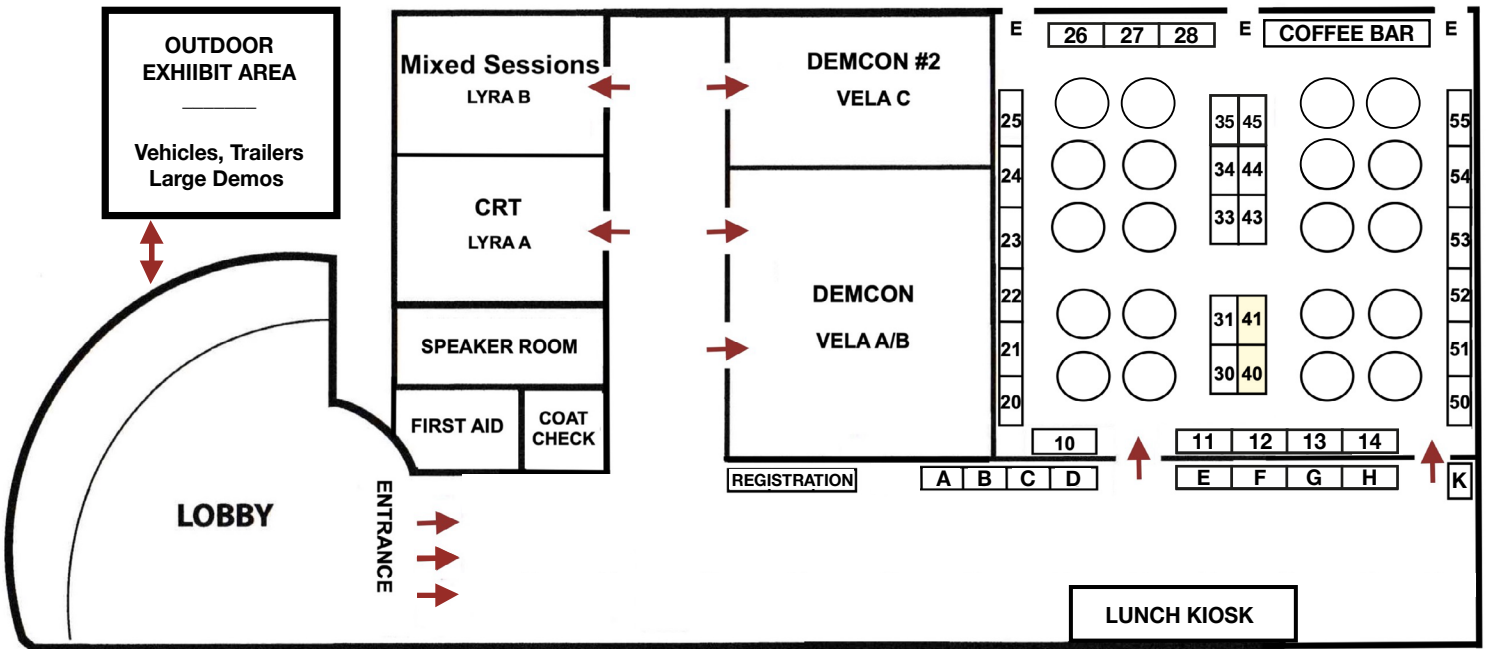 OUTDOOR
EXHIIBIT AREA
Vehicles, Trailers
Large Demos
Mixed Sessions
LYRA B
CRT
LYRA A
SPEAKER ROOM
FIRST AID
COAT
CHECK
DEMCON #2
VELA C
DEMCON
VELA A/B
E
26 27 28
E
COFFEE BAR
E
25
24
23
22
21
20
35 45
34 44
33 43
31 41
30 40
55
54
53
52
51
50
10
11 12 13 14
REGISTRATION
A B C D
E F G H
K
LOBBY
ENTRANCE
LUNCH KIOSK